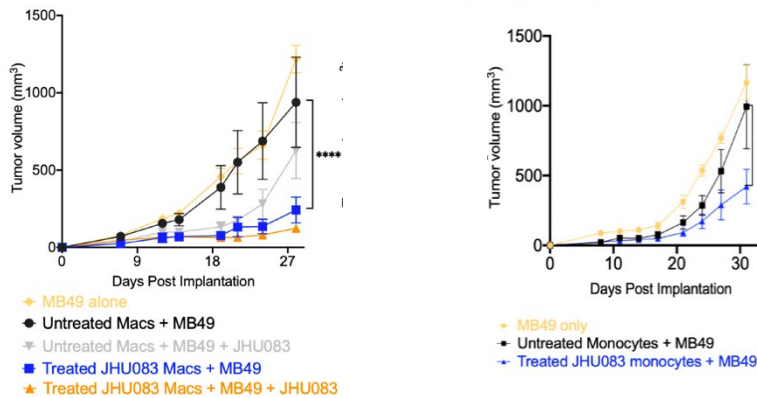 1500
1000
500
0
Tumor volume (mm3)
0 9 18 27
Days Post Implantation
****
MB49 alone
Untreated Macs + MB49
Untreated Macs + MB49 + JHU083
Treated JHU083 Macs + MB49
Treated JHU083 Macs + MB49 + JHU083
1500
1000
500
0
Tumor volume (mm3)
0 10 20 30
Days Post Implantation
MB49 only
Untreated Monocytes + MB49
Treated JHU083 monocytes + MB49